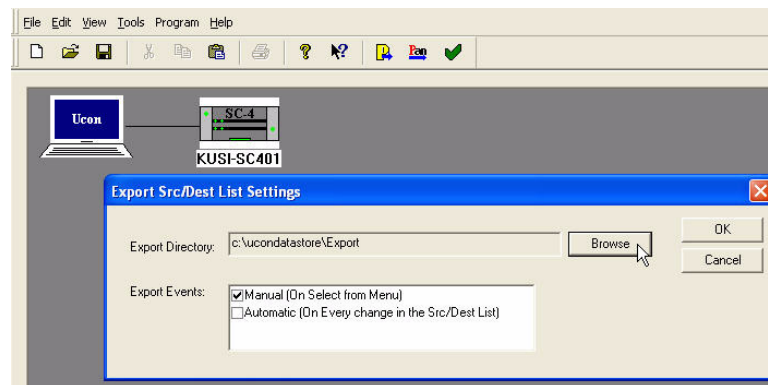 File Edit View Tools Program Help
Pan
Ucon
SC-4
KUSI-SC401
Export Src/Dest List Settings
Export Directory: c:\ucondatastore\Export Browse
OK
Cancel
Export Events: Manual (On Select from Menu)
Automatic (On Every change in the Src/Dest List)